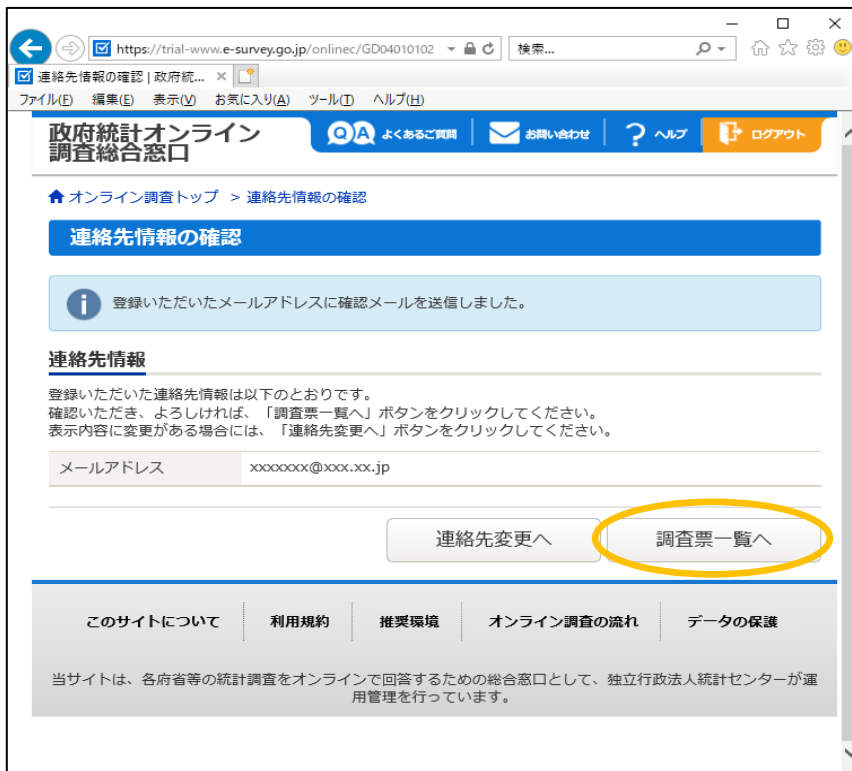 https://trial-www.e-survey.go.jp/onlinec/GD04010102
検索...
連絡先情報の確認 | 政府統...
ファイル(F) 編集(E) 表示(V) お気に入り(A) ツール(T) ヘルプ(H)
政府統計オンライン
調査総合窓口
QA よくあるご質問 お問い合わせ ? ヘルプ ログアウト
オンライン調査トップ > 連絡先情報の確認
連絡先情報の確認
i 登録いただいたメールアドレスに確認メールを送信しました。
連絡先情報
登録いただいた連絡先情報は以下のとおりです。
確認いただき、よろしければ、「調査票一覧へ」ボタンをクリックしてください。
表示内容に変更がある場合には、「連絡先変更へ」ボタンをクリックしてください。
メールアドレス xxxxxxx@xxx.xx.jp
連絡先変更へ 調査票一覧へ
このサイトについて 利用規約 推奨環境 オンライン調査の流れ データの保護
当サイトは、各府省等の統計調査をオンラインで回答するための総合窓口として、独立行政法人統計センターが運
用管理を行っています。